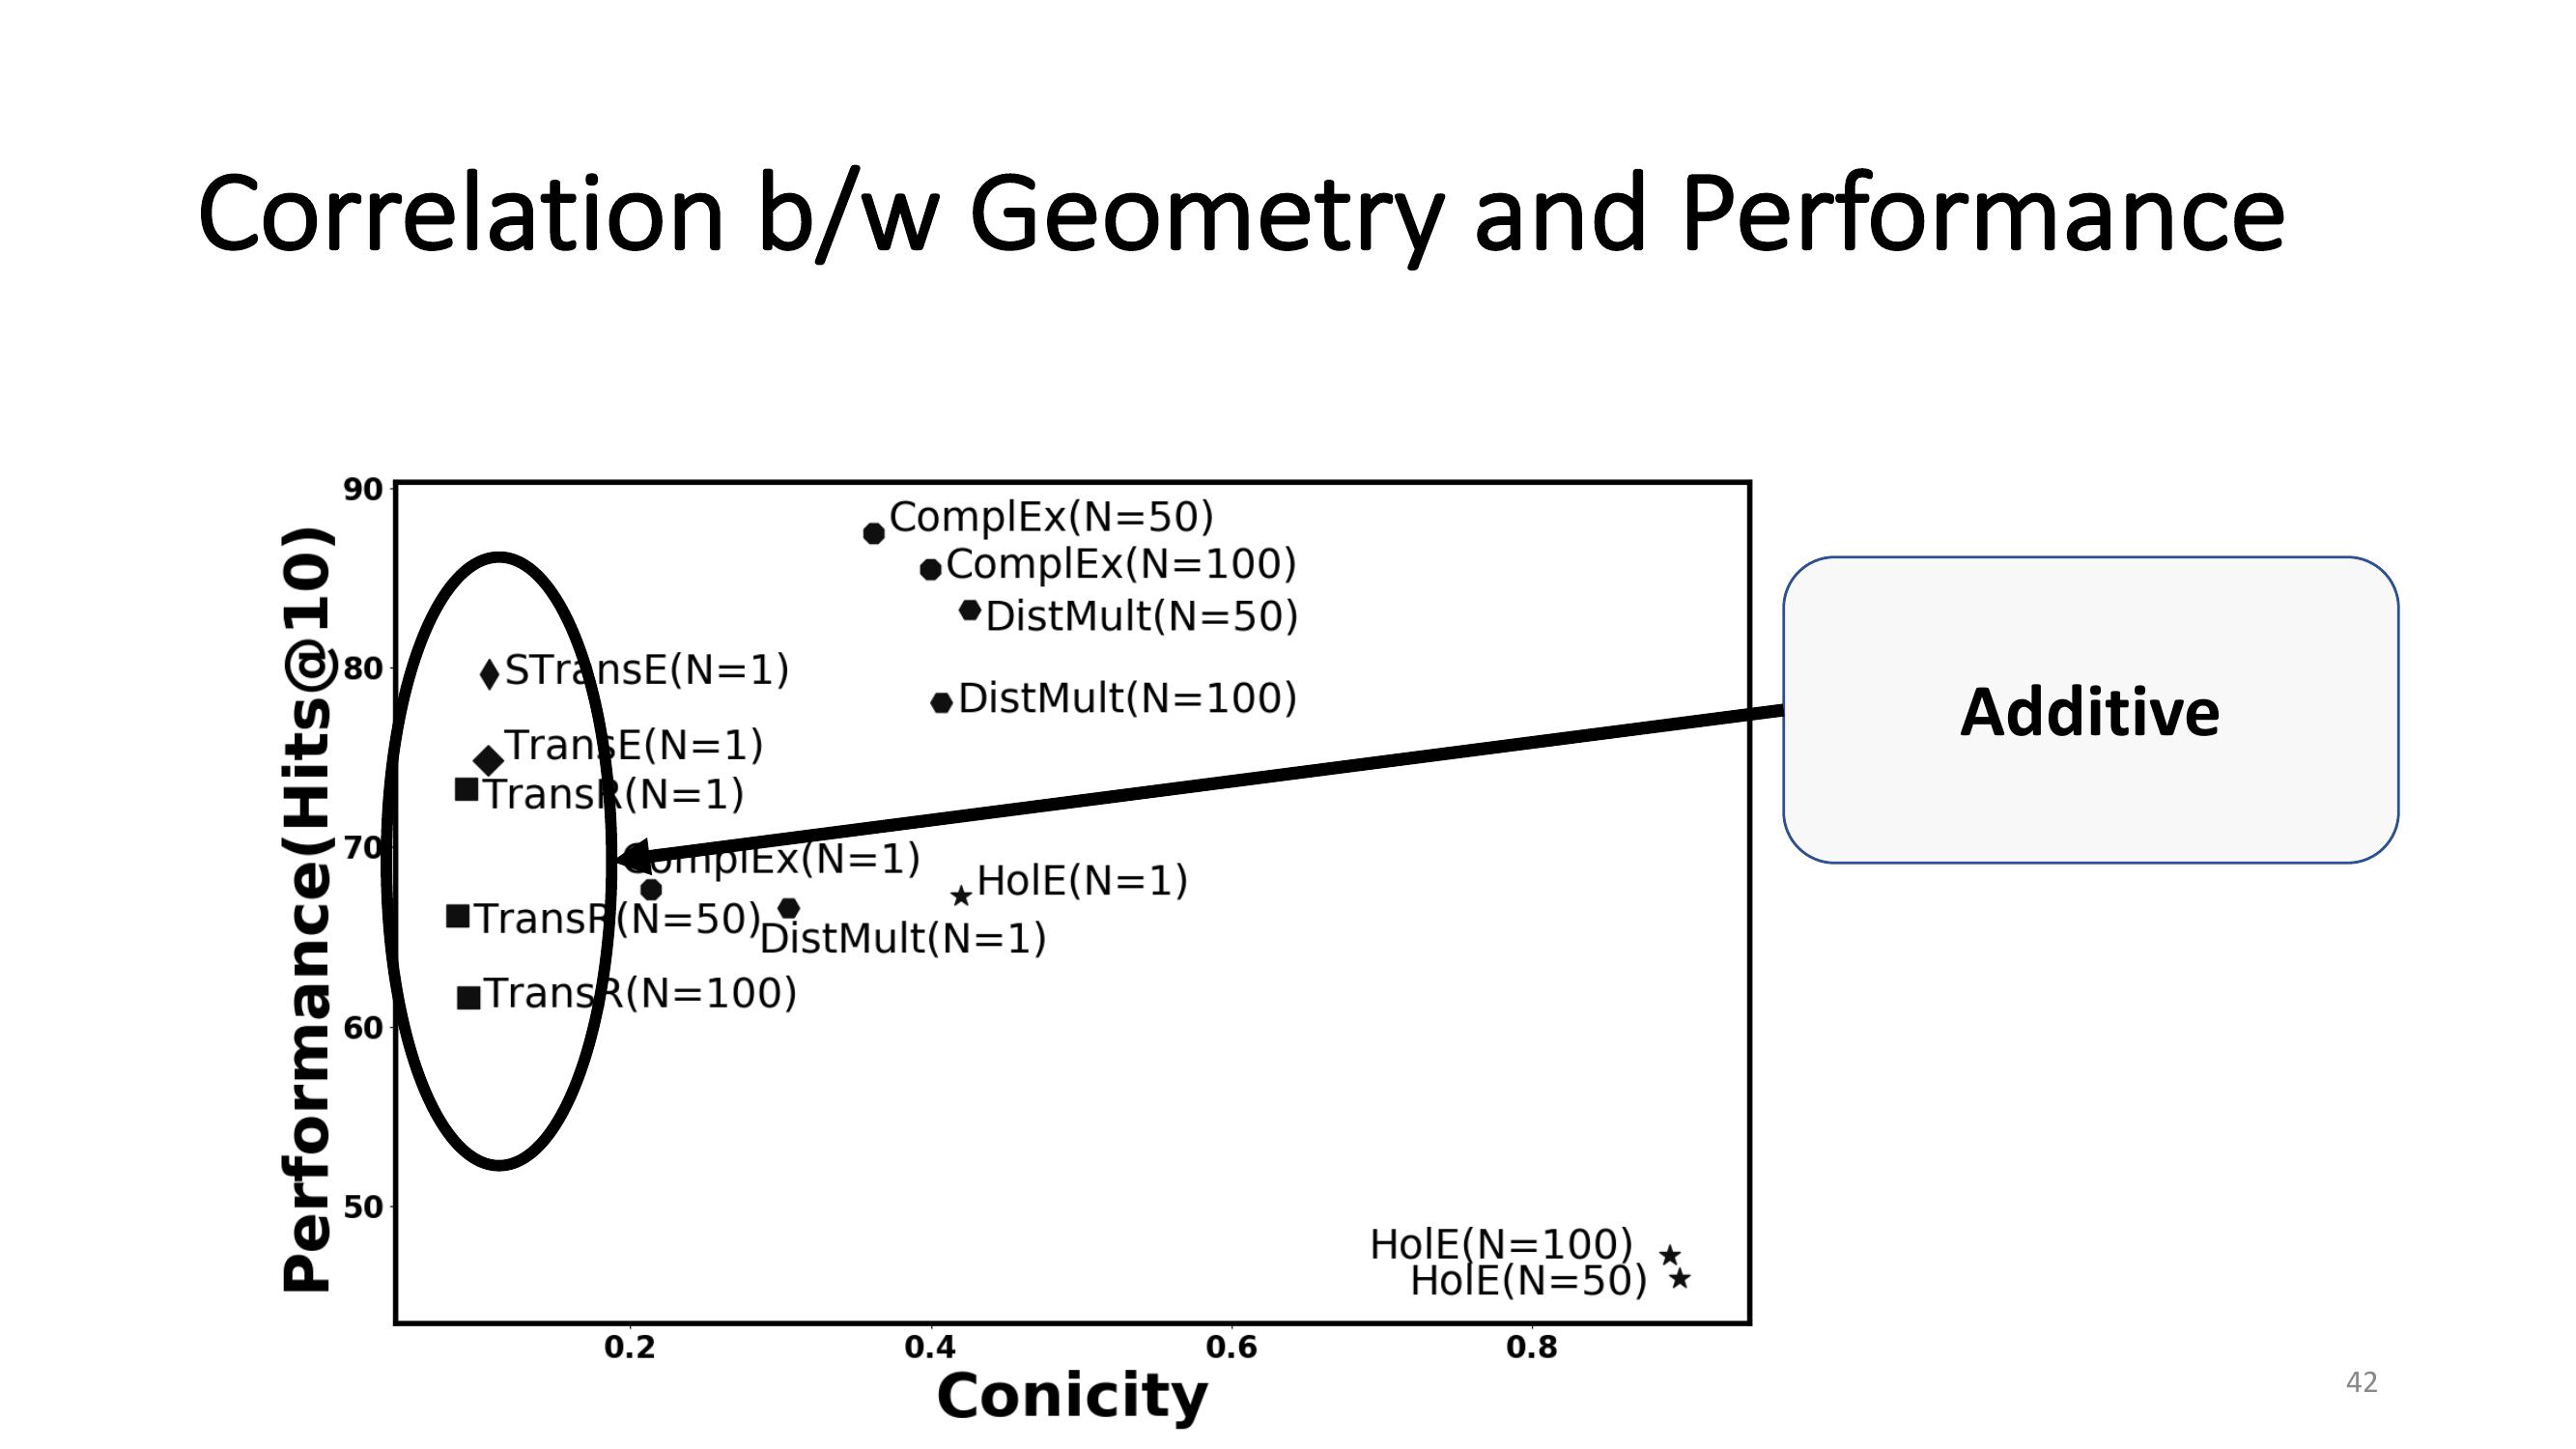 Correlation b/w Geometry and Performance
90
80
70
60
50
Performance(Hits@10)
ComplEx(N=50)
ComplEx(N=100)
DistMult(N=50)
STransE(N=1)
DistMult(N=100)
TransE(N=1)
TransR(N=1)
ComplEx(N=1)
HolE(N=1)
TransR(N=50)
DistMult(N=1)
TransR(N=100)
HolE(N=100)
HolE(N=50)
0.2
0.4
0.6
0.8
Conicity
Additive
42